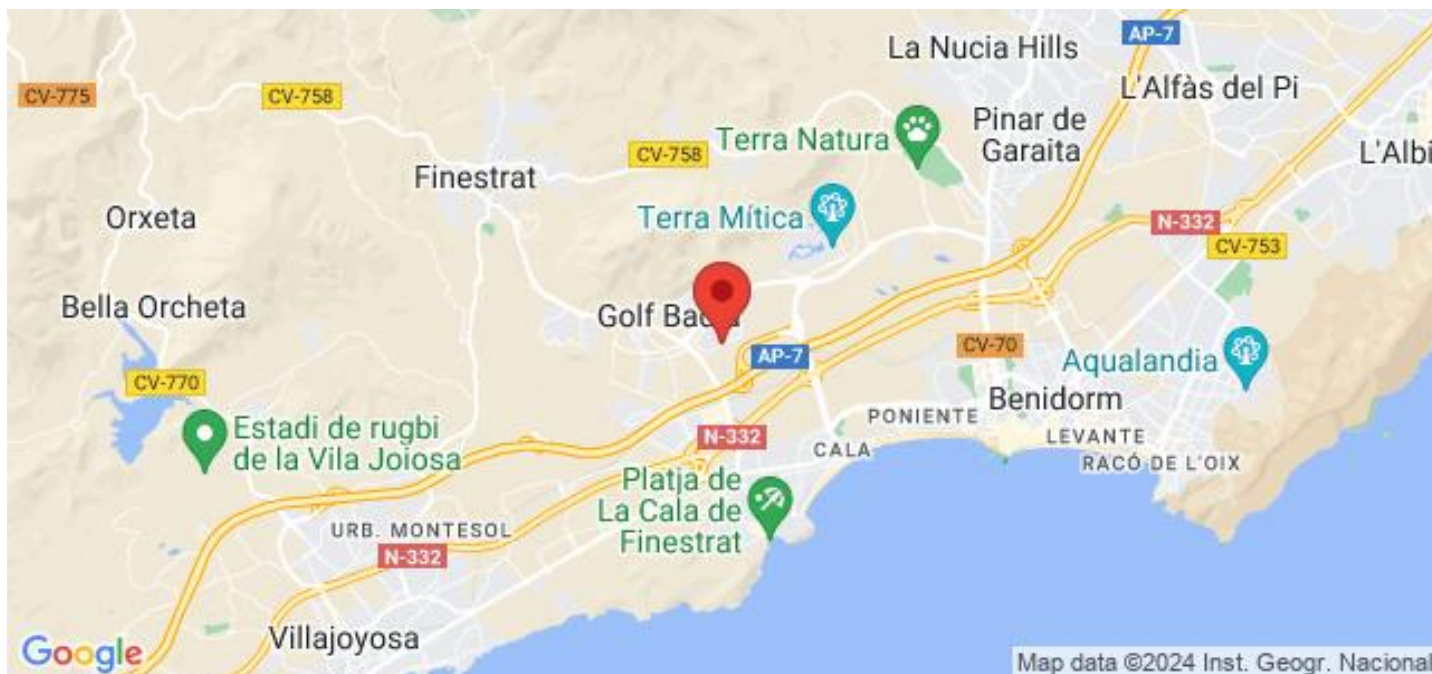 La Nucia Hills
AP-7
CV-775
CV-758
L'Alfàs del Pi
Terra Natura
Pinar de
Garaita
CV-758
L'Albi
Finestrat
Orxeta
Terra Mítica
N-332
CV-753
Bella Orcheta
Golf Ba
AP-7
CV-70
Aqualandia
CV-770
Benidorm
PONIENTE
Estadi de rugbi
de la Vila Joiosa
N-332
CALA
LEVANTE
RACÓ DE L'OIX
Platja de
La Cala de
Finestrat
URB. MONTESOL
N-332
Villajoyosa
Google
Map data ©2024 Inst. Geogr. Nacional